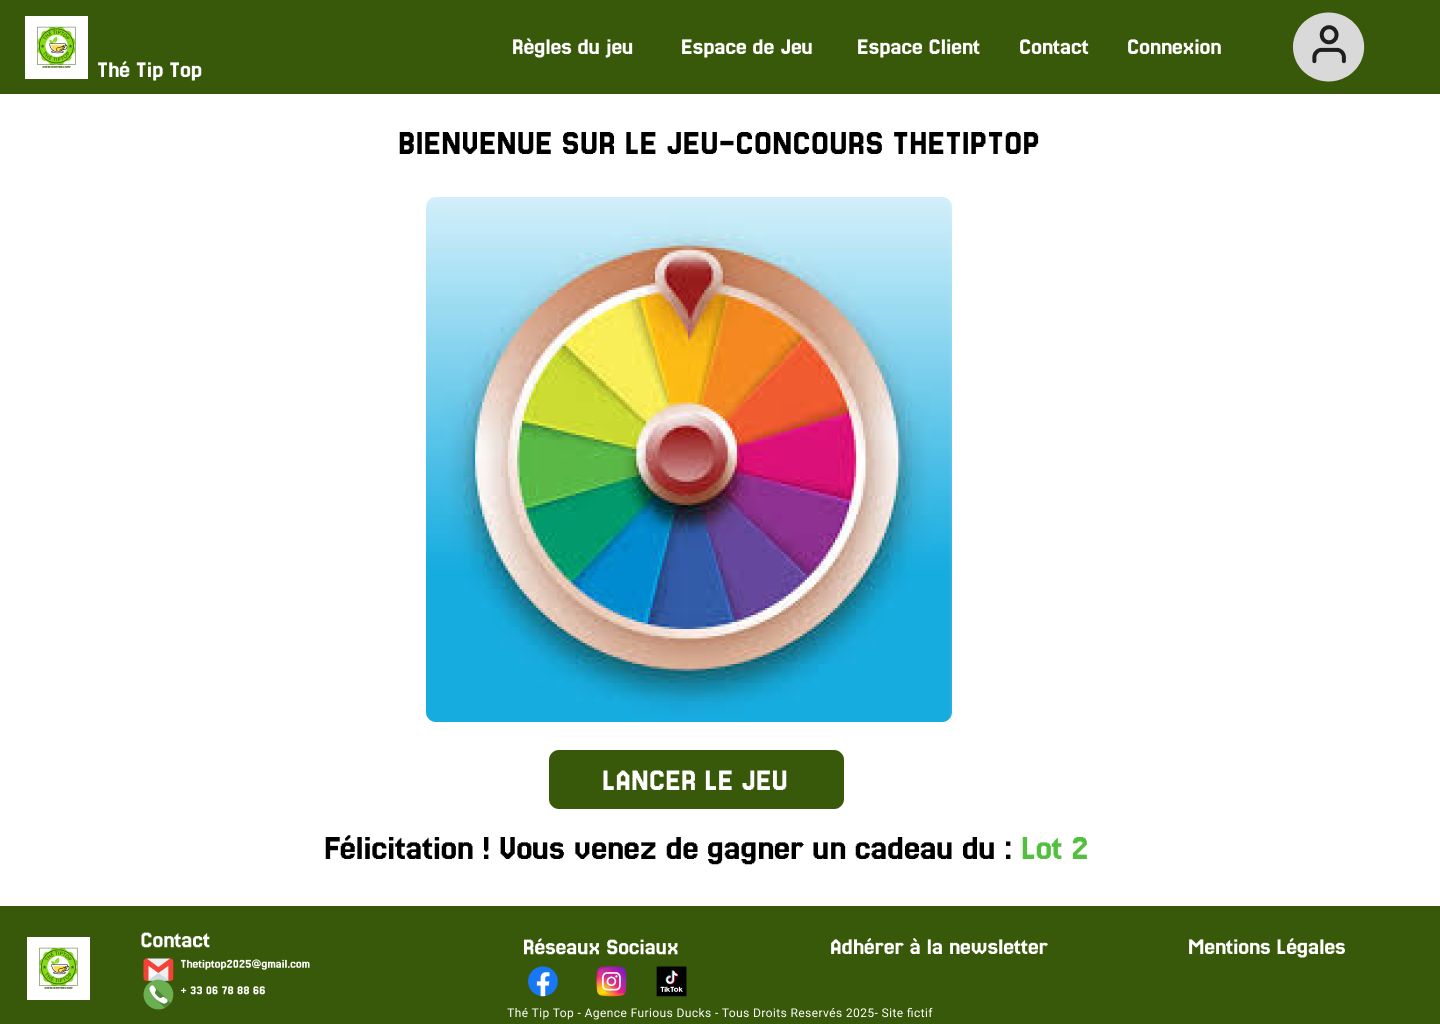 Thé Tip Top
Règles du jeu
Espace de Jeu
Espace Client
Contact
Connexion
BIENVENUE SUR LE JEU-CONCOURS THETIPTOP
LANCER LE JEU
Félicitation ! Vous venez de gagner un cadeau du : Lot 2
Contact
Thetiptop2025@gmail.com
+ 33 06 78 88 66
Réseaux Sociaux
TikTok
Adhérer à la newsletter
Mentions Légales
Thé Tip Top - Agence Furious Ducks - Tous Droits Reservés 2025- Site fictif